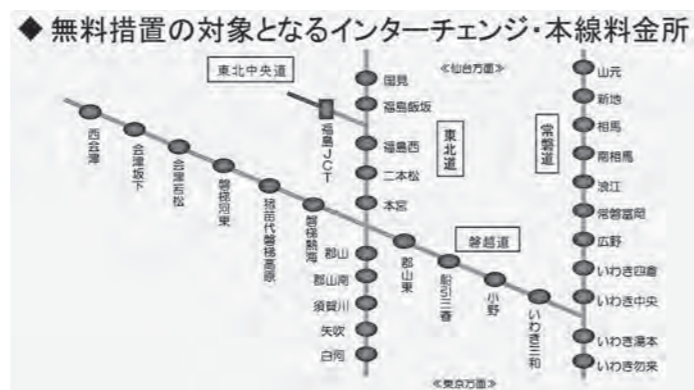 ◆ 無料措置の対象となるインターチェンジ・本線料金所
東北中央道
≪仙台方面≫
国見
福島飯坂
福島JCT
福島西
二本松
本宮
郡山
郡山南
須賀川
矢吹
白河
東北道
常磐道
山元
新地
相馬
南相馬
浪江
常磐富岡
広野
いわき四倉
いわき中央
いわき湯本
いわき勿来
西会津
会津坂下
会津若松
磐梯河東
猪苗代磐梯高原
磐梯熱海
磐越道
郡山東
船引三春
小野
いわき三和
≪東京方面≫